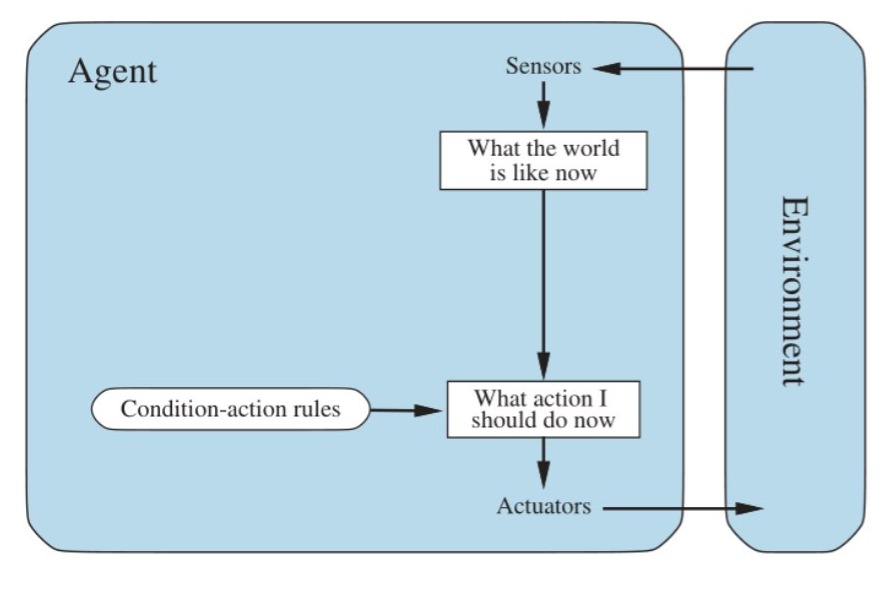 Agent
Sensors
What the world
is like now
Environment
Condition-action rules
What action I
should do now
Actuators